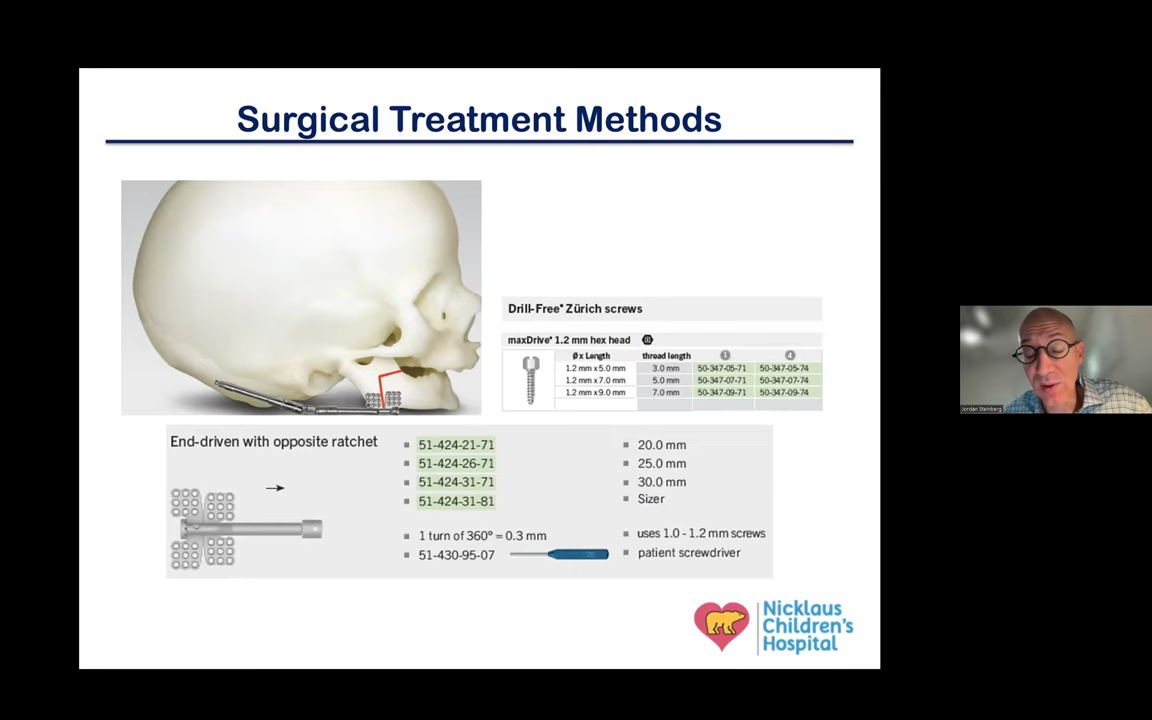 Surgical Treatment Methods
Drill-Free* Zürich screws
maxDrive* 1.2 mm hex head
Ø x Length thread length 1 4
1.2 mm x 5.0 mm 3.0 mm 50-347-05-71 50-347-05-74
1.2 mm x 7.0 mm 5.0 mm 50-347-07-71 50-347-07-74
1.2 mm x 9.0 mm 7.0 mm 50-347-09-71 50-347-09-74
End-driven with opposite ratchet
51-424-21-71 20.0 mm
51-424-26-71 25.0 mm
51-424-31-71 30.0 mm
51-424-31-81 Sizer
1 turn of 360° = 0.3 mm uses 1.0 - 1.2 mm screws
51-430-95-07 patient screwdriver
Nicklaus
Children's
Hospital
Jordan Steinberg